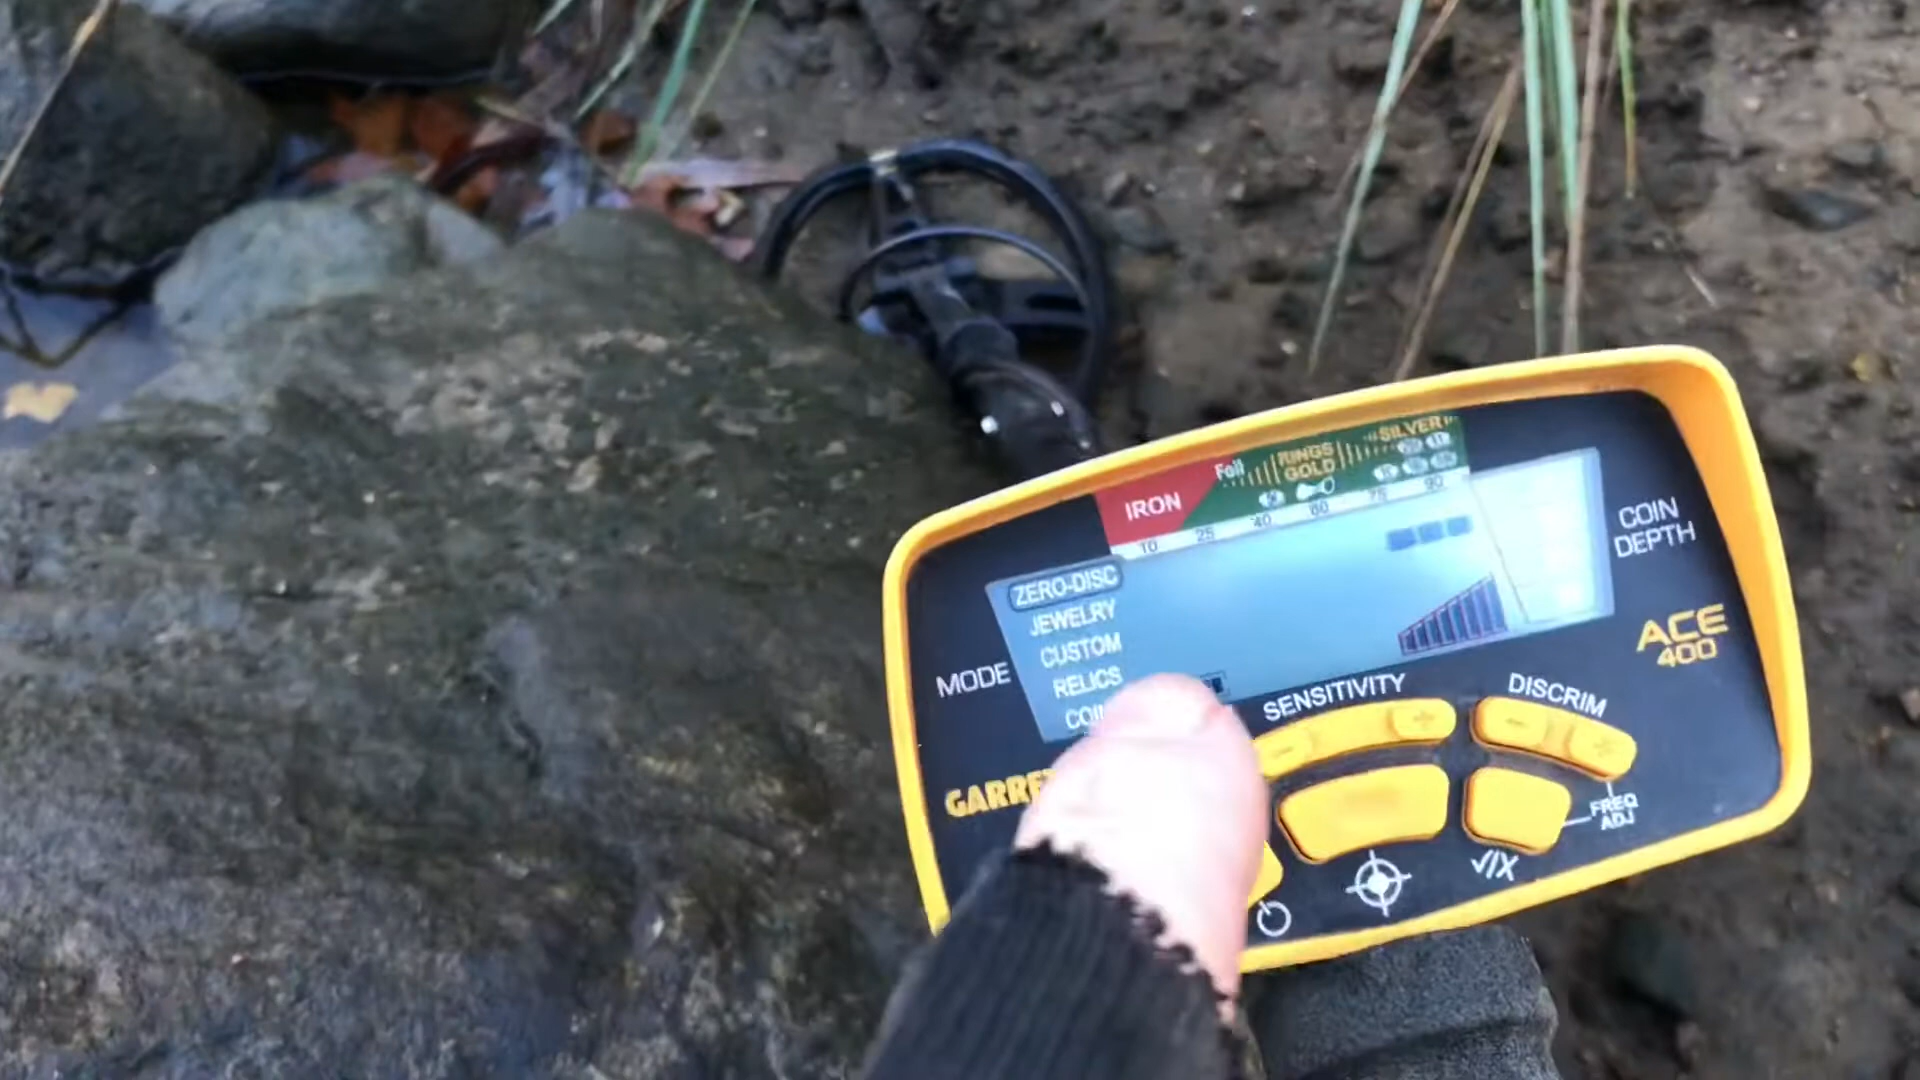 "SILVER"
Foil RINGS
IRON GOLD
10 25 40 60 75 90
COIN
DEPTH
ZERO-DISC
JEWELRY
CUSTOM
RELICS
MODE
ACE
400
SENSITIVITY
DISCRIM
- + - +
GARRE
FREQ
ADJ
√/X